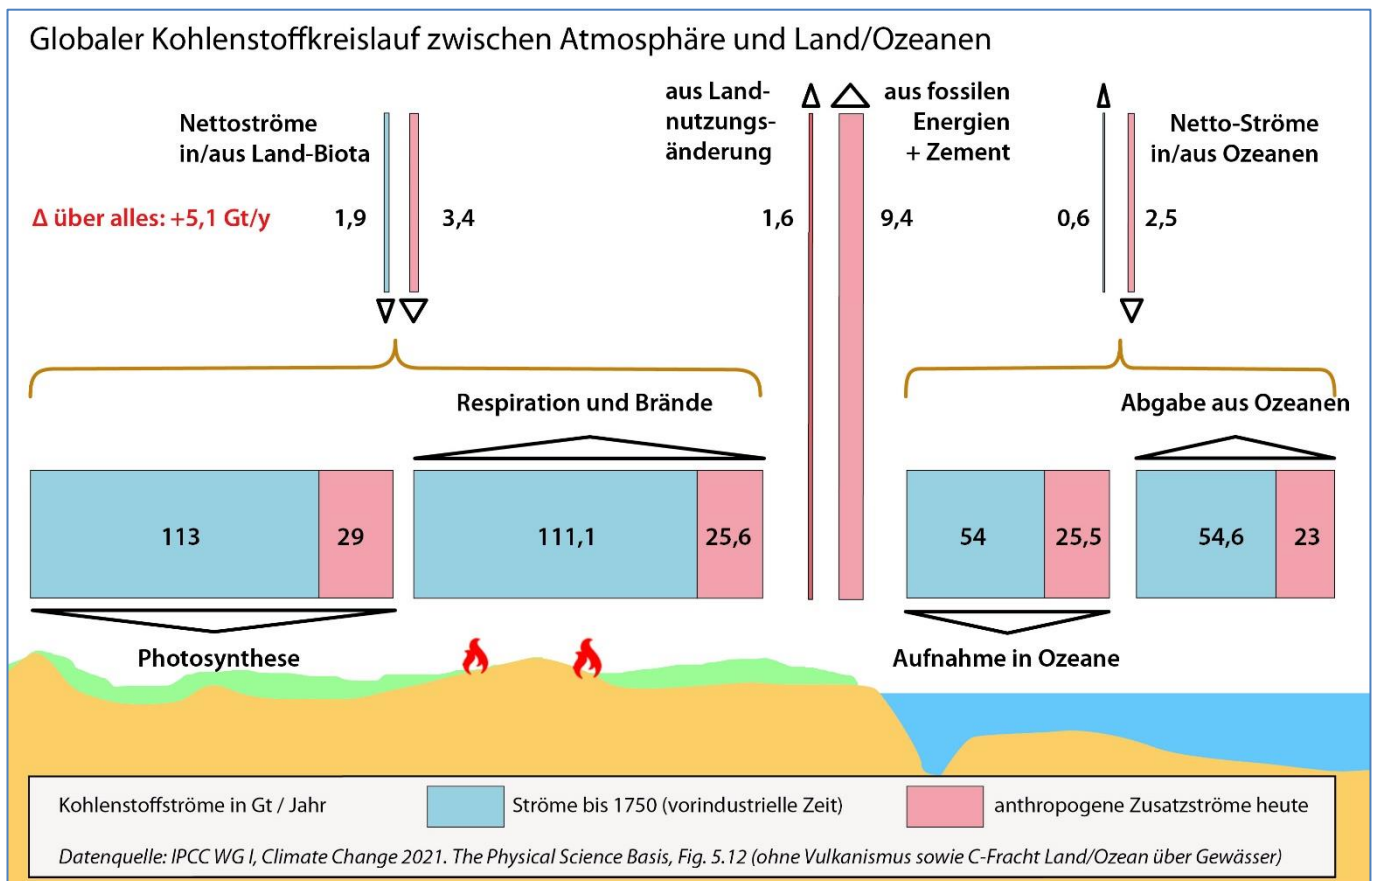 Globaler Kohlenstoffkreislauf zwischen Atmosphäre und Land/Ozeanen
Nettoströme
in/aus Land-Biota
Δ über alles: +5,1 Gt/y
1,9
3,4
aus Land-
nutzungs-
änderung
1,6
aus fossilen
Energien
+ Zement
9,4
Netto-Ströme
in/aus Ozeanen
0,6
2,5
Respiration und Brände
Abgabe aus Ozeanen
113
29
111,1
25,6
54
25,5
54,6
23
Photosynthese
Aufnahme in Ozeane
Kohlenstoffströme in Gt / Jahr
Ströme bis 1750 (vorindustrielle Zeit)
anthropogene Zusatzströme heute
Datenquelle: IPCC WG I, Climate Change 2021. The Physical Science Basis, Fig. 5.12 (ohne Vulkanismus sowie C-Fracht Land/Ozean über Gewässer)